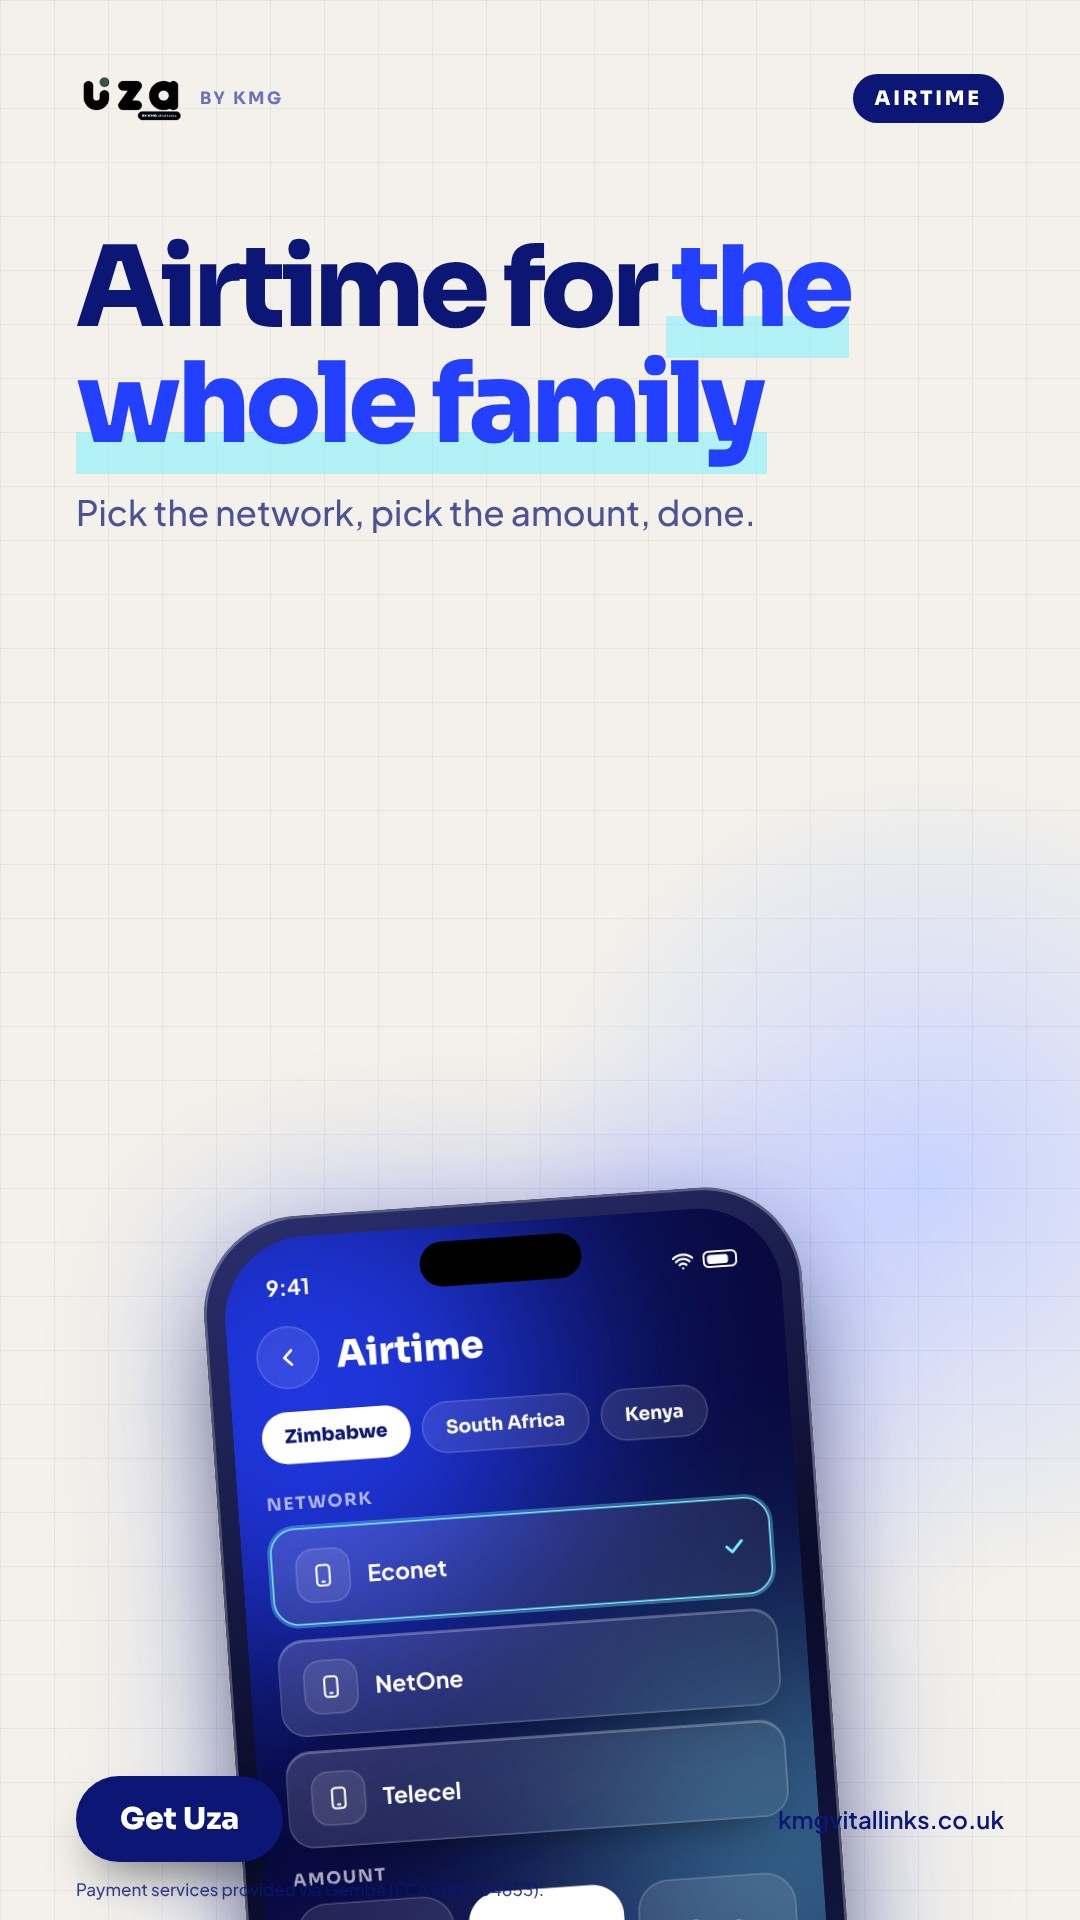 uza
BY KMG
AIRTIME
Airtime for the
whole family
Pick the network, pick the amount, done.
9:41
Airtime
Zimbabwe
South Africa
Kenya
NETWORK
Econet
NetOne
Telecel
Get Uza
kmgvitallinks.co.uk
AMOUNT
Payment services provided via Gemba